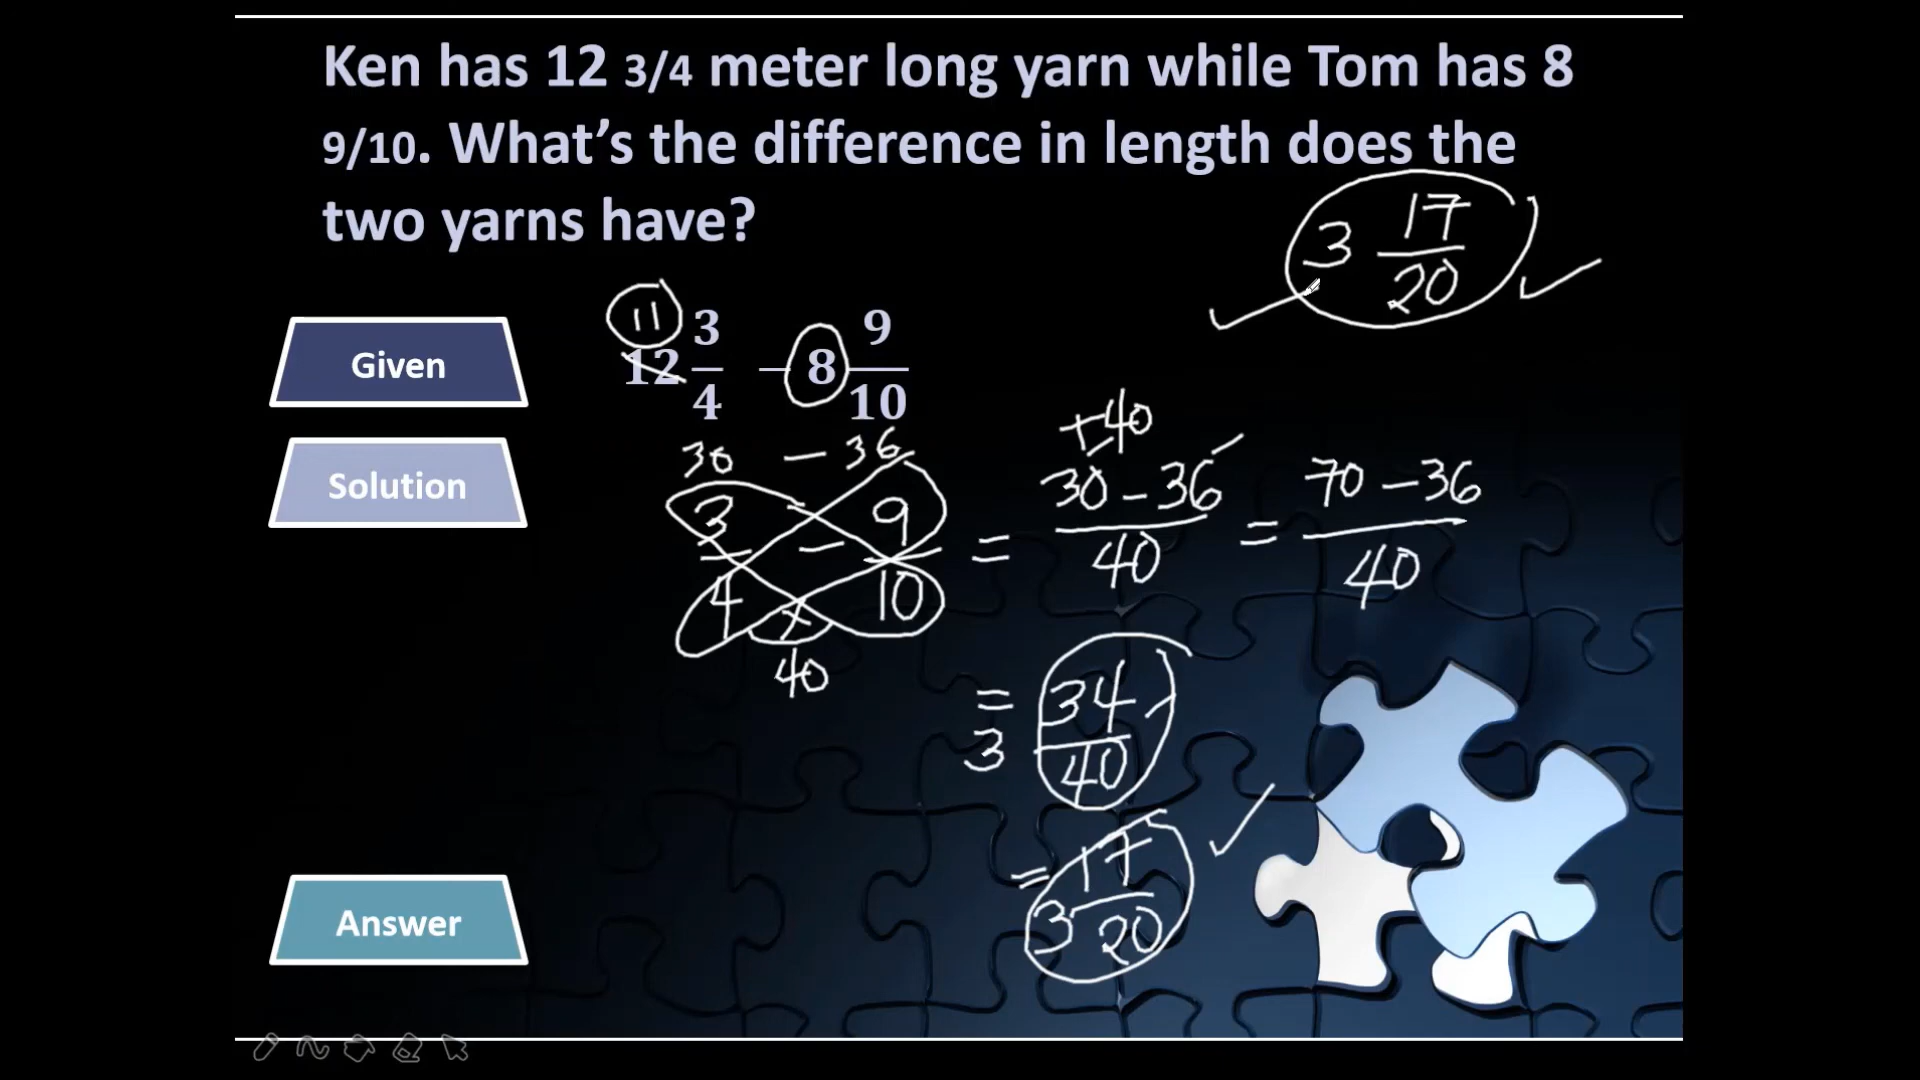 Ken has 12 3/4 meter long yarn while Tom has 8
9/10. What's the difference in length does the
two yarns have?
3 17/20
Given
11
12 3/4 - 8 9/10
Solution
30 - 36
3/4 - 9/10
x
40
+40
= 30 - 36 / 40 = 70 - 36 / 40
= 3 34/40
= 3 17/20
Answer